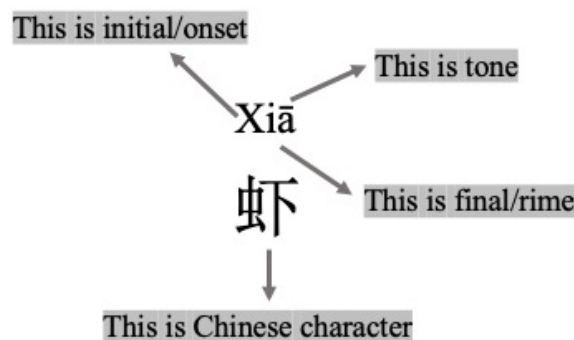 This is initial/onset
This is tone
Xiā
虾
This is final/rime
This is Chinese character